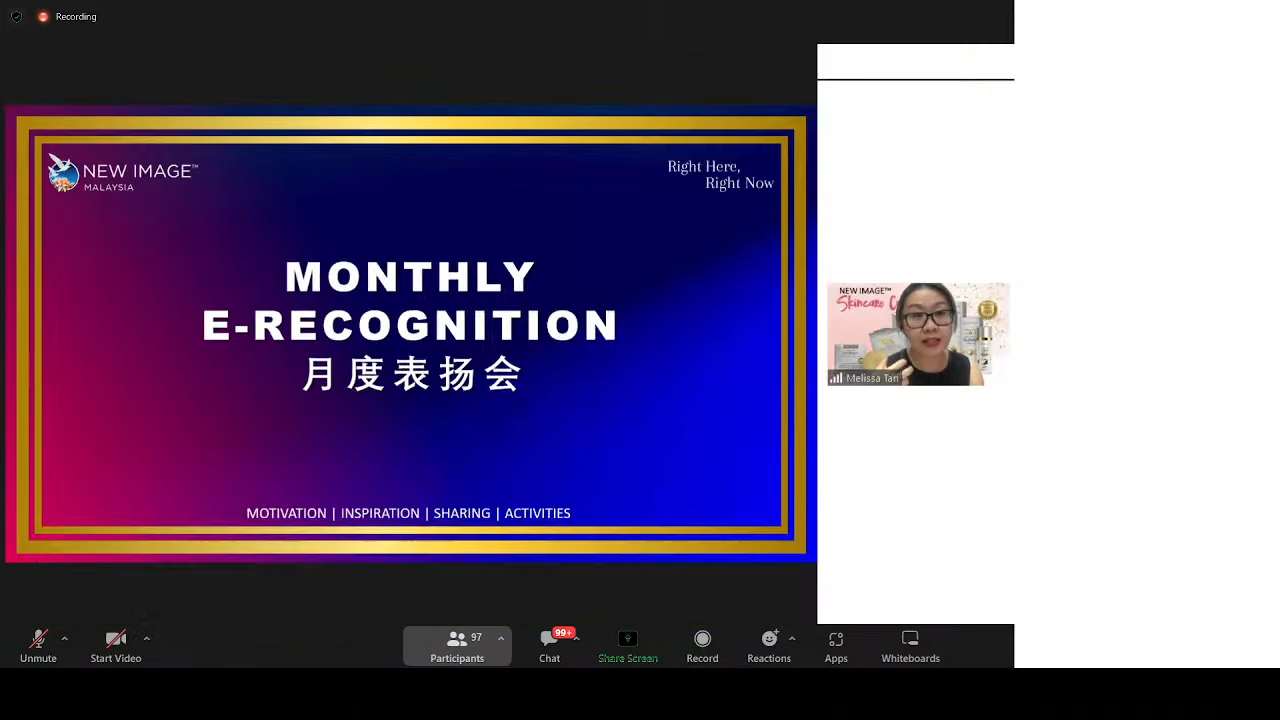 Recording
NEW IMAGE™
MALAYSIA
Right Here,
Right Now
MONTHLY
E-RECOGNITION
月度表扬会
MOTIVATION | INSPIRATION | SHARING | ACTIVITIES
NEW IMAGE™
Skincare
Melissa Tan
97
99+
Unmute
Start Video
Participants
Chat
Share Screen
Record
Reactions
Apps
Whiteboards